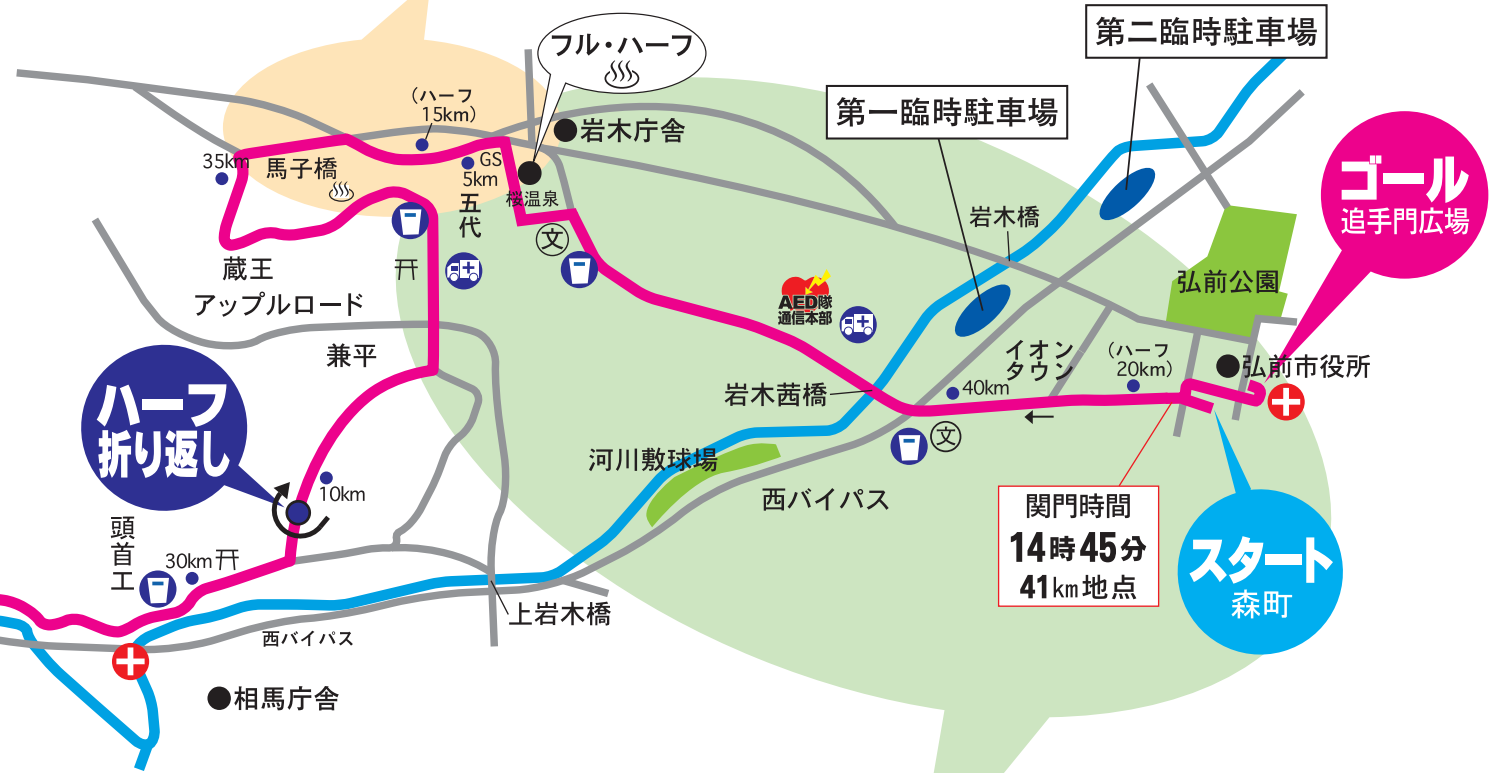 第二臨時駐車場
フル・ハーフ
第一臨時駐車場
(ハーフ
15km)
岩木庁舎
35km
馬子橋
GS
5km
桜温泉
五代
文
岩木橋
ゴール
追手門広場
蔵王
アップルロード
弘前公園
AED隊
通信本部
兼平
イオン
タウン
(ハーフ
20km)
弘前市役所
40km
岩木茜橋
ハーフ
折り返し
文
河川敷球場
10km
西バイパス
関門時間
14時45分
41km地点
頭首工
30km
スタート
森町
上岩木橋
西バイパス
相馬庁舎